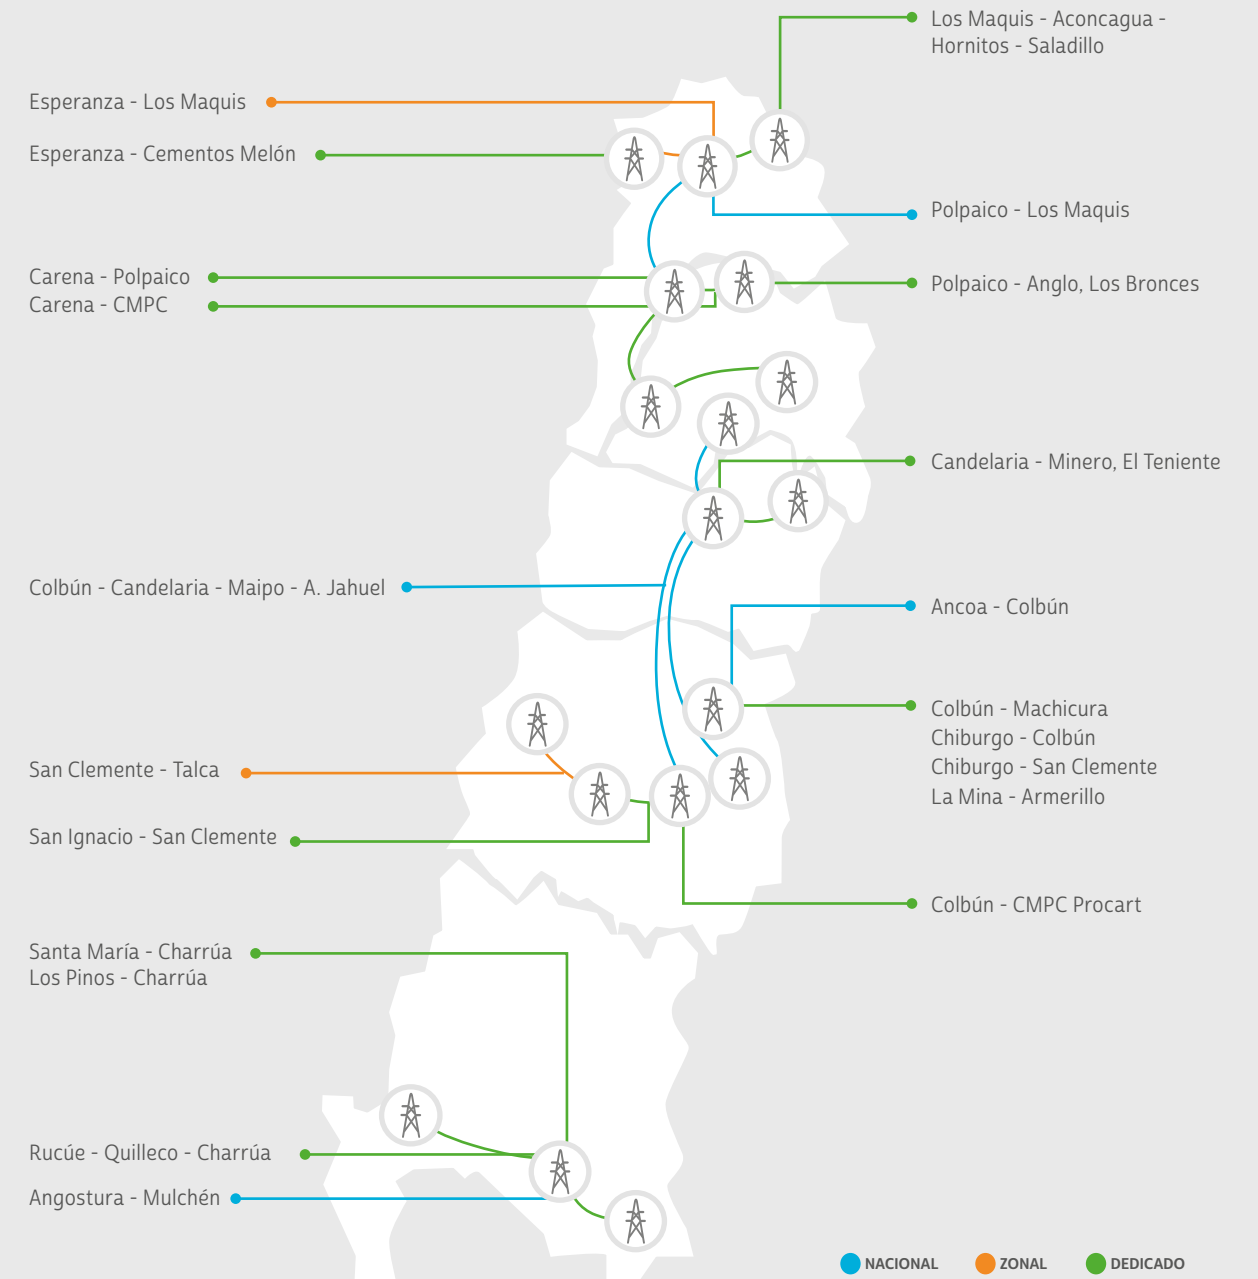 Los Maquis - Aconcagua -
Hornitos - Saladillo
Esperanza - Los Maquis
Esperanza - Cementos Melón
Polpaico - Los Maquis
Carena - Polpaico
Carena - CMPC
Polpaico - Anglo, Los Bronces
Candelaria - Minero, El Teniente
Colbún - Candelaria - Maipo - A. Jahuel
Ancoa - Colbún
Colbún - Machicura
Chiburgo - Colbún
Chiburgo - San Clemente
La Mina - Armerillo
San Clemente - Talca
San Ignacio - San Clemente
Colbún - CMPC Procart
Santa María - Charrúa
Los Pinos - Charrúa
Rucúe - Quilleco - Charrúa
Angostura - Mulchén
NACIONAL ZONAL DEDICADO